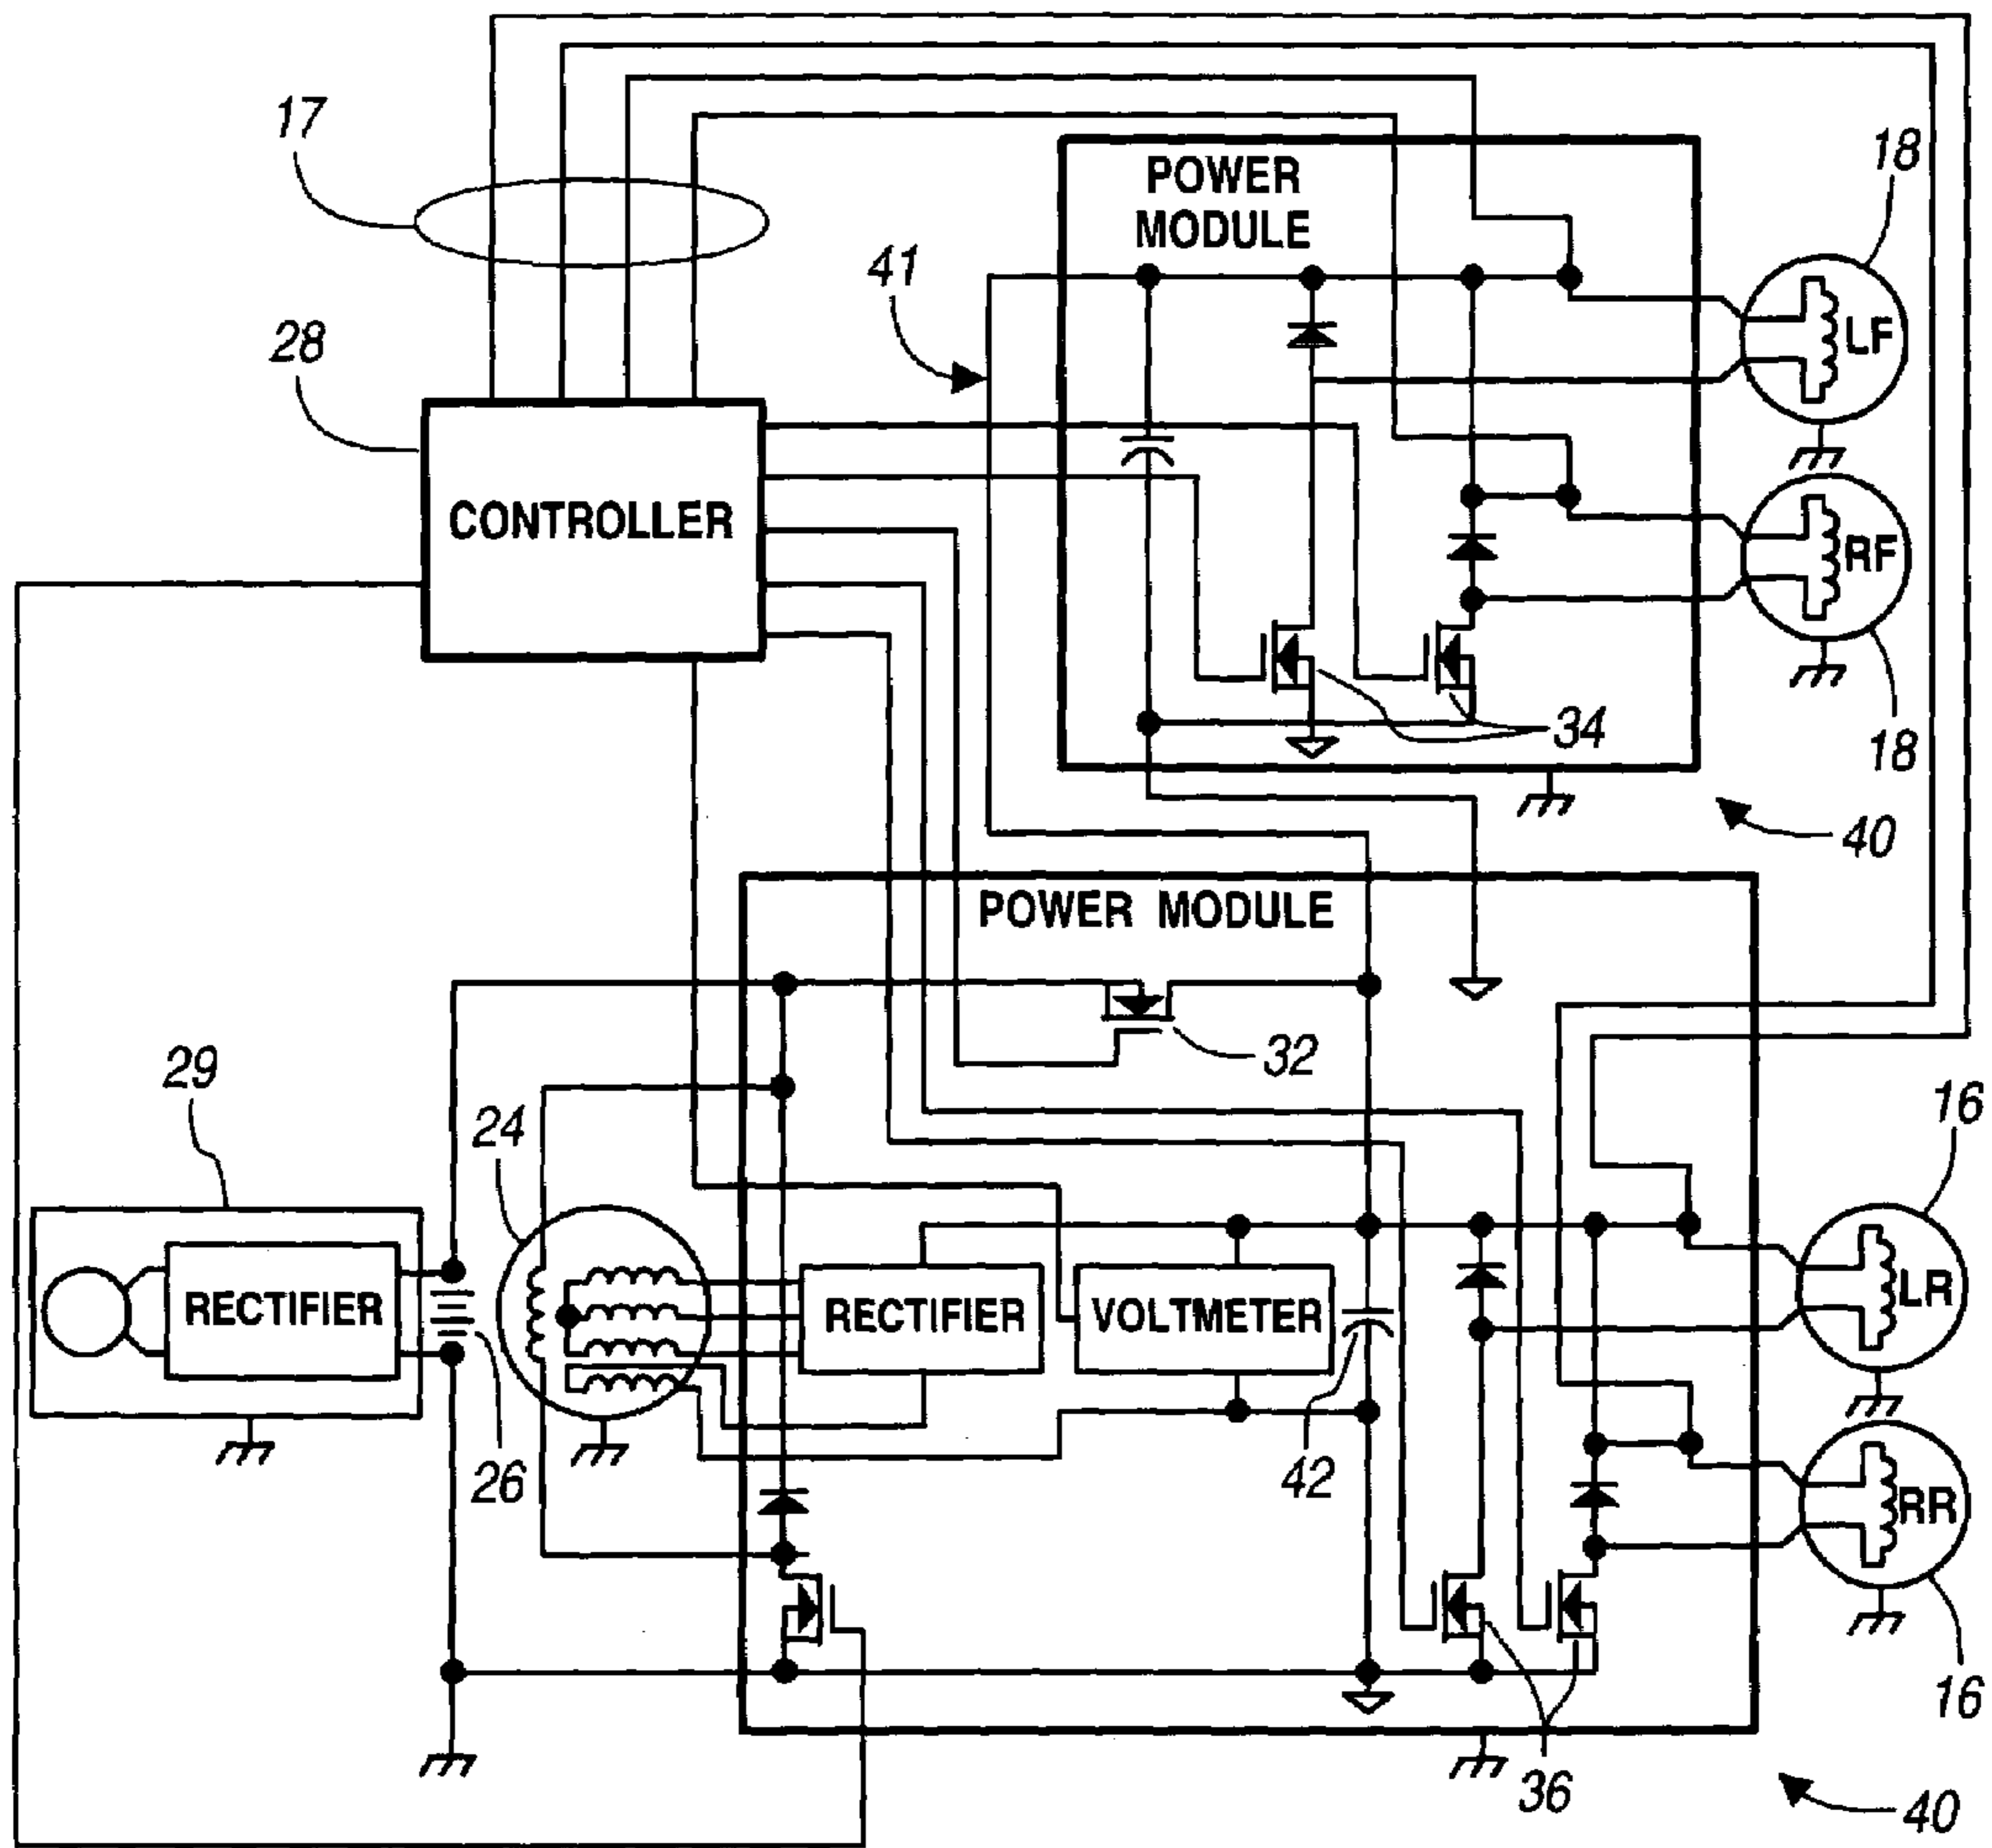 17
POWER
MODULE
18
41
28
LF
CONTROLLER
RF
34
18
40
POWER MODULE
32
29
24
16
RECTIFIER
RECTIFIER
VOLTMETER
LR
26
42
RR
16
36
40